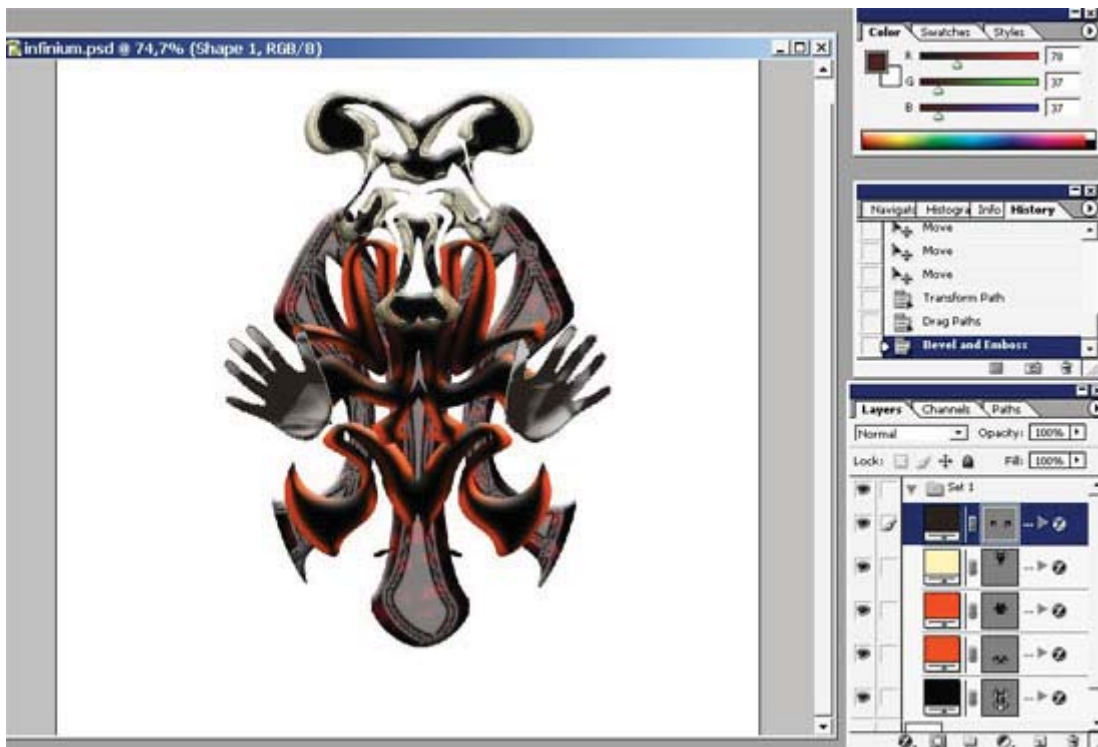 infinium.psd @ 74,7% (Shape 1, RGB/8)
Color Swatches Styles
R 78
G 37
B 37
Navigat Histogra Info History
Move
Move
Move
Transform Path
Drag Paths
Bevel and Emboss
Layers Channels Paths
Normal Opacity: 100%
Lock: Fill: 100%
Set 1